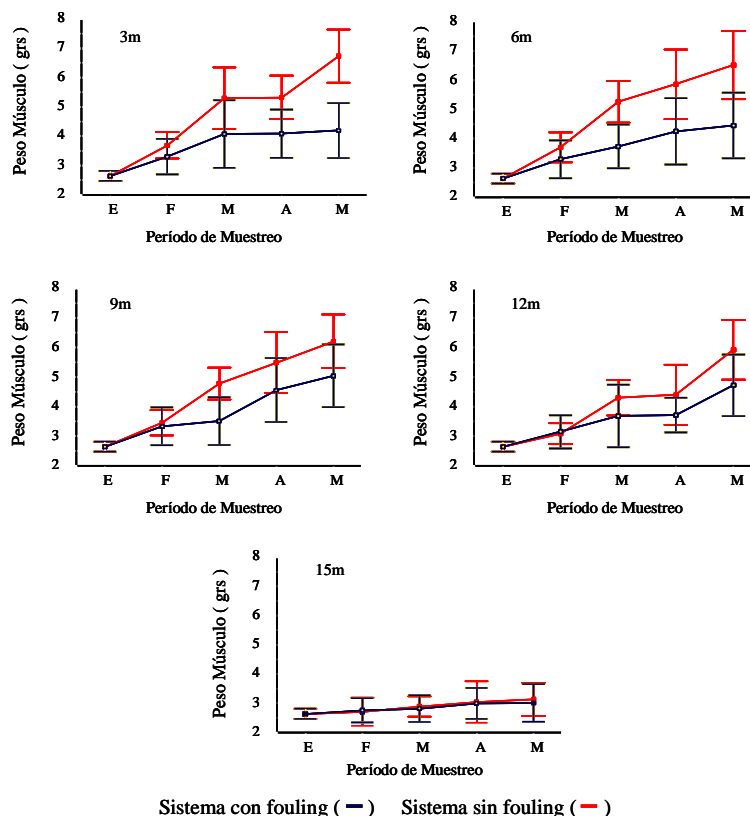 3m
Peso Músculo ( grs )
8
7
6
5
4
3
2
E F M A M
Período de Muestreo
6m
Peso Músculo ( grs )
8
7
6
5
4
3
2
E F M A M
Período de Muestreo
9m
Peso Músculo ( grs )
8
7
6
5
4
3
2
E F M A M
Período de Muestreo
12m
Peso Músculo ( grs )
8
7
6
5
4
3
2
E F M A M
Período de Muestreo
15m
Peso Músculo ( grs )
8
7
6
5
4
3
2
E F M A M
Período de Muestreo
Sistema con fouling ( ) Sistema sin fouling ( )